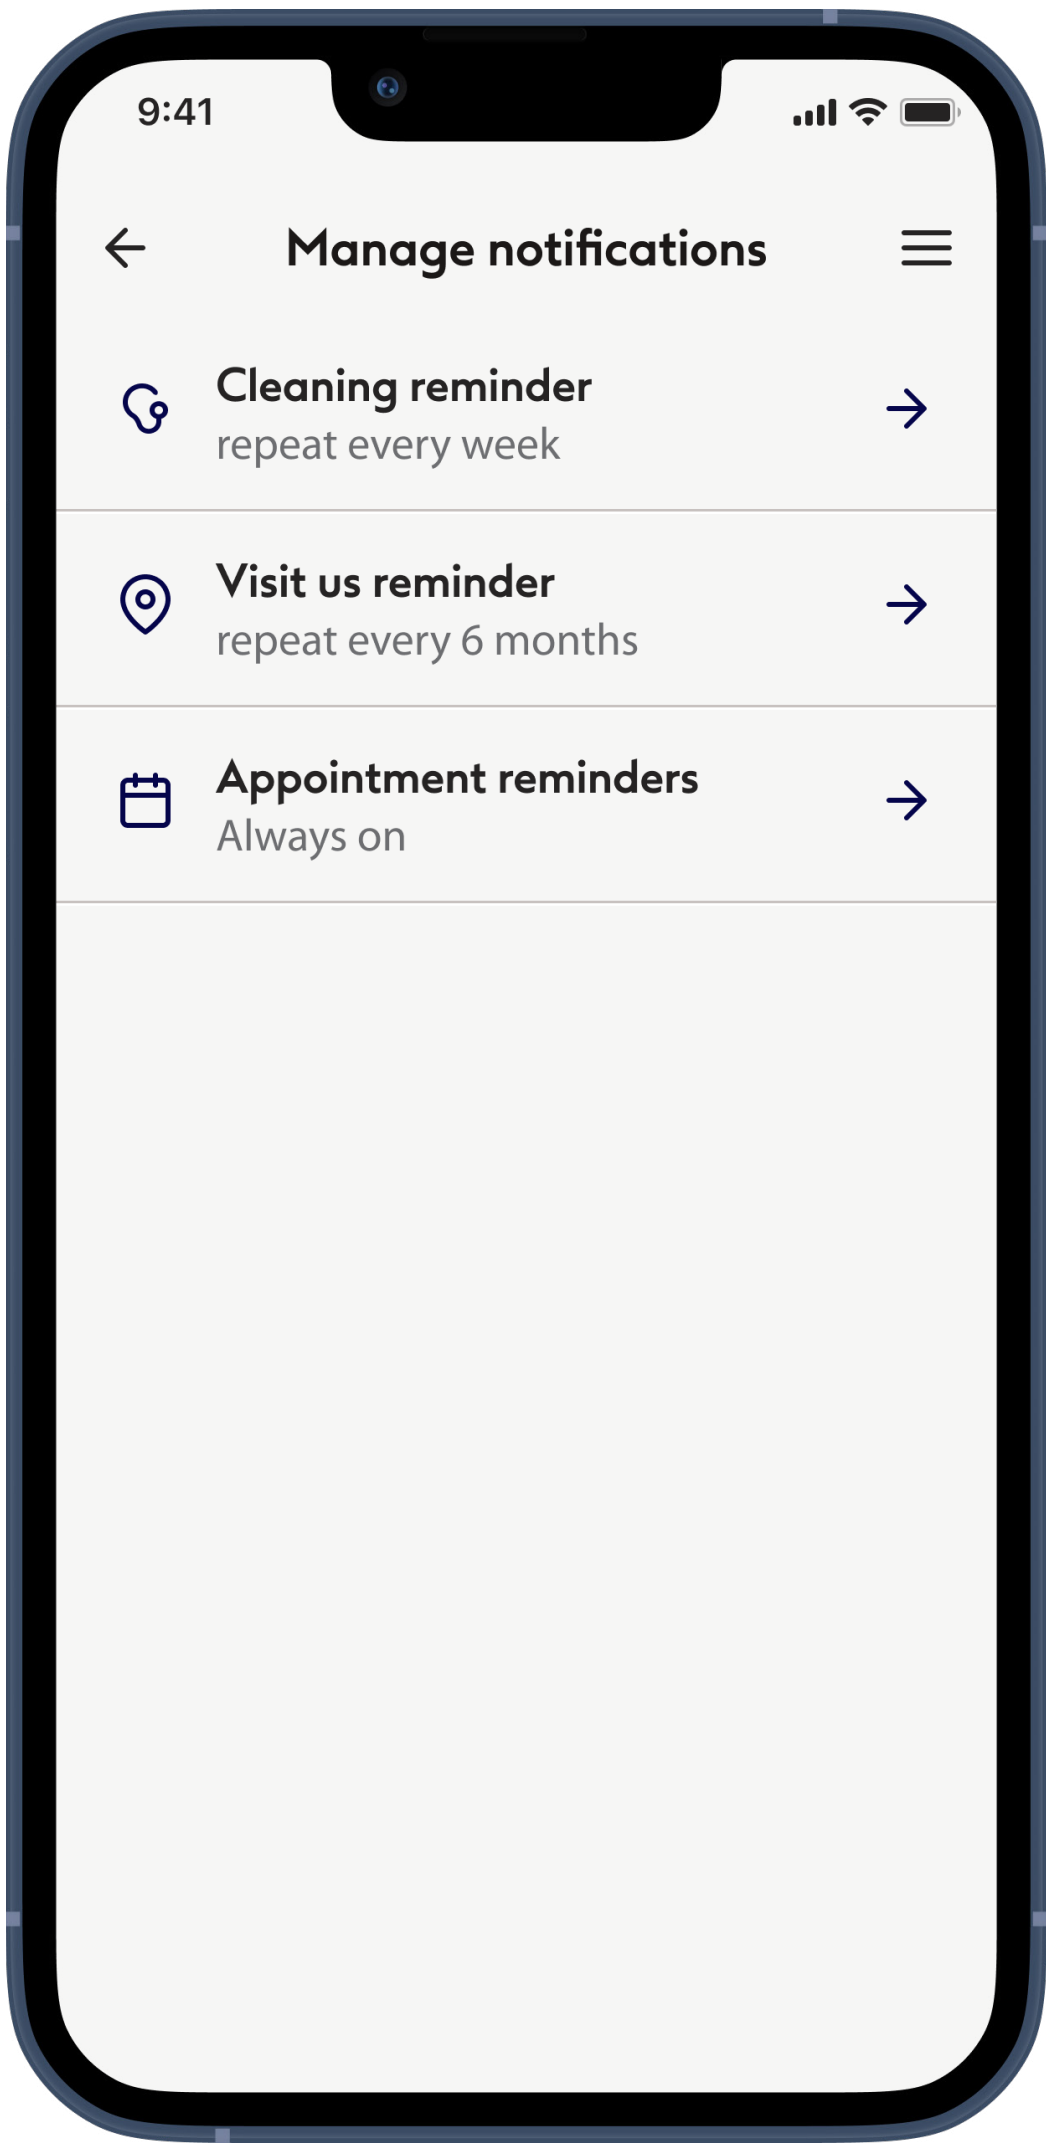 9:41
Manage notifications
Cleaning reminder
repeat every week
Visit us reminder
repeat every 6 months
Appointment reminders
Always on